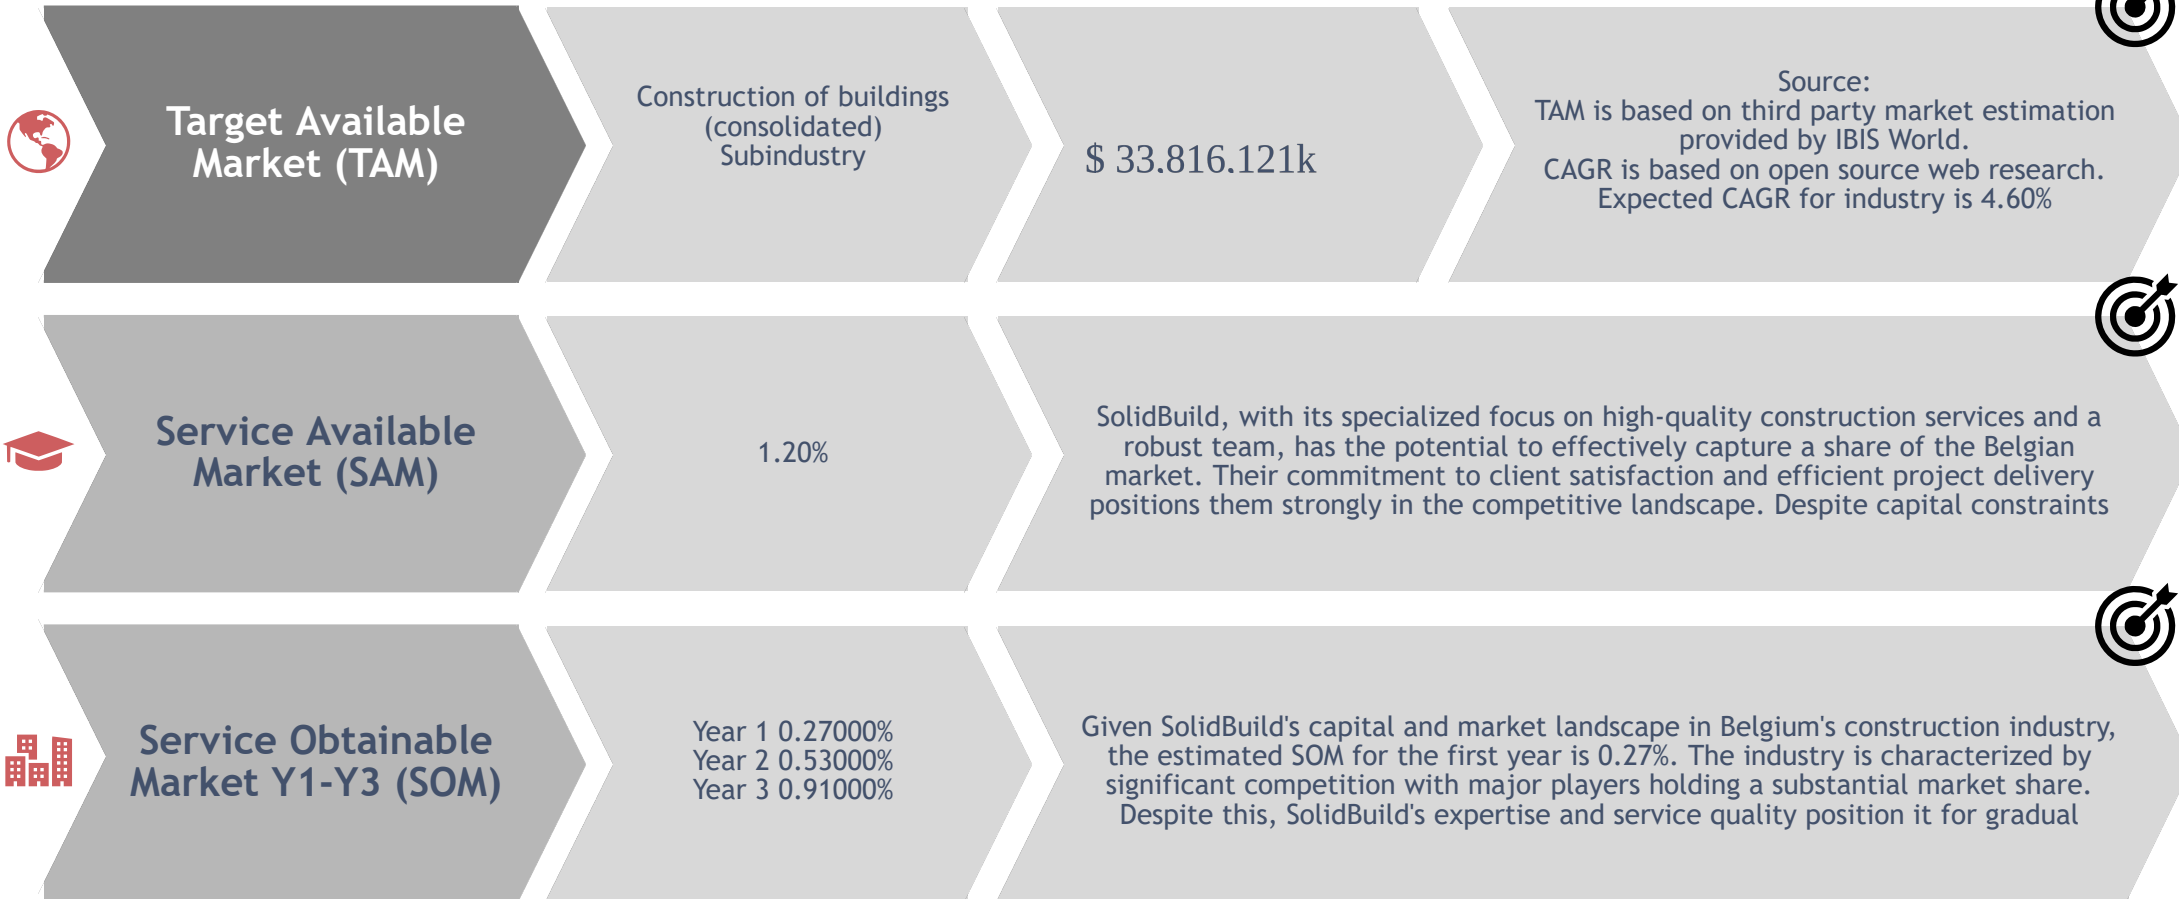 Target Available
Market (TAM)
Construction of buildings
(consolidated)
Subindustry
$ 33.816.121k
Source:
TAM is based on third party market estimation
provided by IBIS World.
CAGR is based on open source web research.
Expected CAGR for industry is 4.60%
Service Available
Market (SAM)
1.20%
SolidBuild, with its specialized focus on high-quality construction services and a
robust team, has the potential to effectively capture a share of the Belgian
market. Their commitment to client satisfaction and efficient project delivery
positions them strongly in the competitive landscape. Despite capital constraints
Service Obtainable
Market Y1-Y3 (SOM)
Year 1 0.27000%
Year 2 0.53000%
Year 3 0.91000%
Given SolidBuild's capital and market landscape in Belgium's construction industry,
the estimated SOM for the first year is 0.27%. The industry is characterized by
significant competition with major players holding a substantial market share.
Despite this, SolidBuild's expertise and service quality position it for gradual